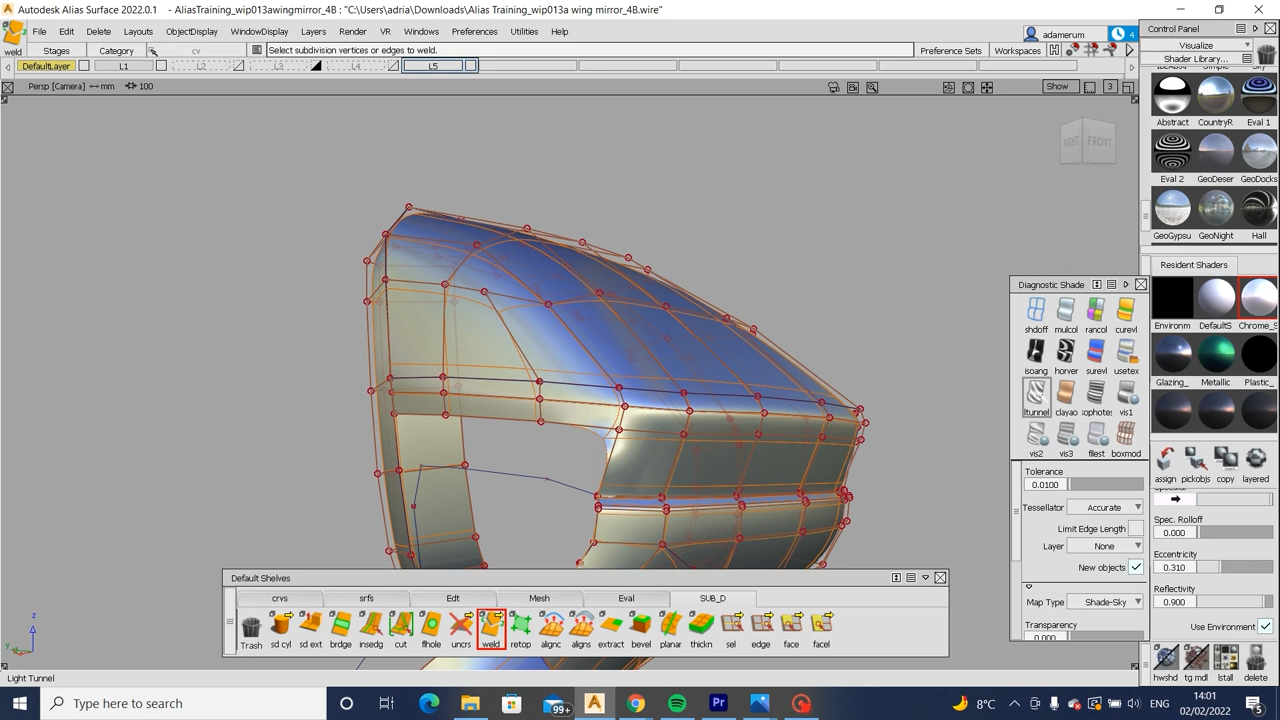 Autodesk Alias Surface 2022.0.1 - AliasTraining_wip013awingmirror_4B : "C:\Users\adria\Downloads\Alias Training_wip013a wing mirror_4B.wire"
File Edit Delete Layouts ObjectDisplay WindowDisplay Windows Preferences Render VR Utilities Help
adamerum 4
weld Stages Category cv Select subdivision vertices or edges to weld. Preference Sets Workspaces
DefaultLayer L1 L2 L3 L4 L5
Persp [Camera] mm 100 Show 3
RIGHT FRONT
Control Panel
Visualize
Shader Library...
Abstract CountryR Eval 1
Eval 2 GeoDeser GeoDocks
GeoGypsu GeoNight Hall
Resident Shaders
Environm DefaultS Chrome_S
Glazing_ Metallic Plastic_
assign pickobjs copy layered
Spec. Rolloff
0.000
Eccentricity
0.310
Reflectivity
0.900
Use Environment
hwshd tg mdl lstall delete
Diagnostic Shade
shdoff mulcol rancol curevl
isoang horver surevl usetex
ltunnel clayao isophotes vis1
vis2 vis3 filest boxmod
Tolerance
0.0100
Tessellator Accurate
Limit Edge Length
Layer None
New objects
Map Type Shade-Sky
Transparency
0.000
Default Shelves
crvs srfs Edt Mesh Eval SUB_D
Trash sd cyl sd ext brdge insedg cut flhole uncrs weld retop alignc aligns extract bevel planar thickn sel edge face facel
z
y
Light Tunnel
Type here to search
99+
8°C
ENG
14:01
02/02/2022
5